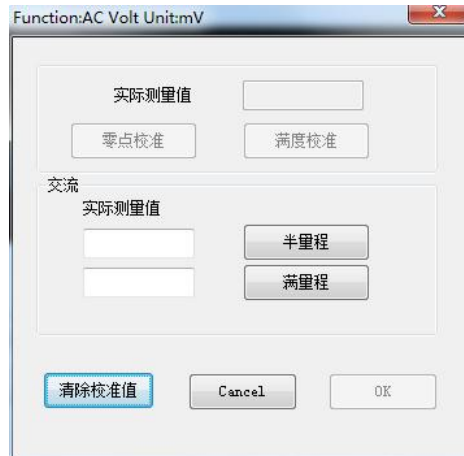 Function:AC Volt Unit:mV
实际测量值
零点校准
满度校准
交流
实际测量值
半量程
满量程
清除校准值
Cancel
OK